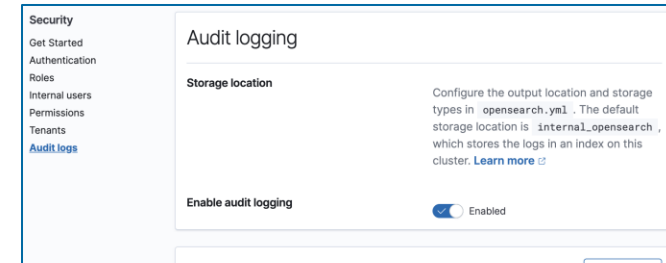 Security
Get Started
Authentication
Roles
Internal users
Permissions
Tenants
Audit logs
Audit logging
Storage location
Configure the output location and storage
types in opensearch.yml . The default
storage location is internal_opensearch ,
which stores the logs in an index on this
cluster. Learn more
Enable audit logging
Enabled